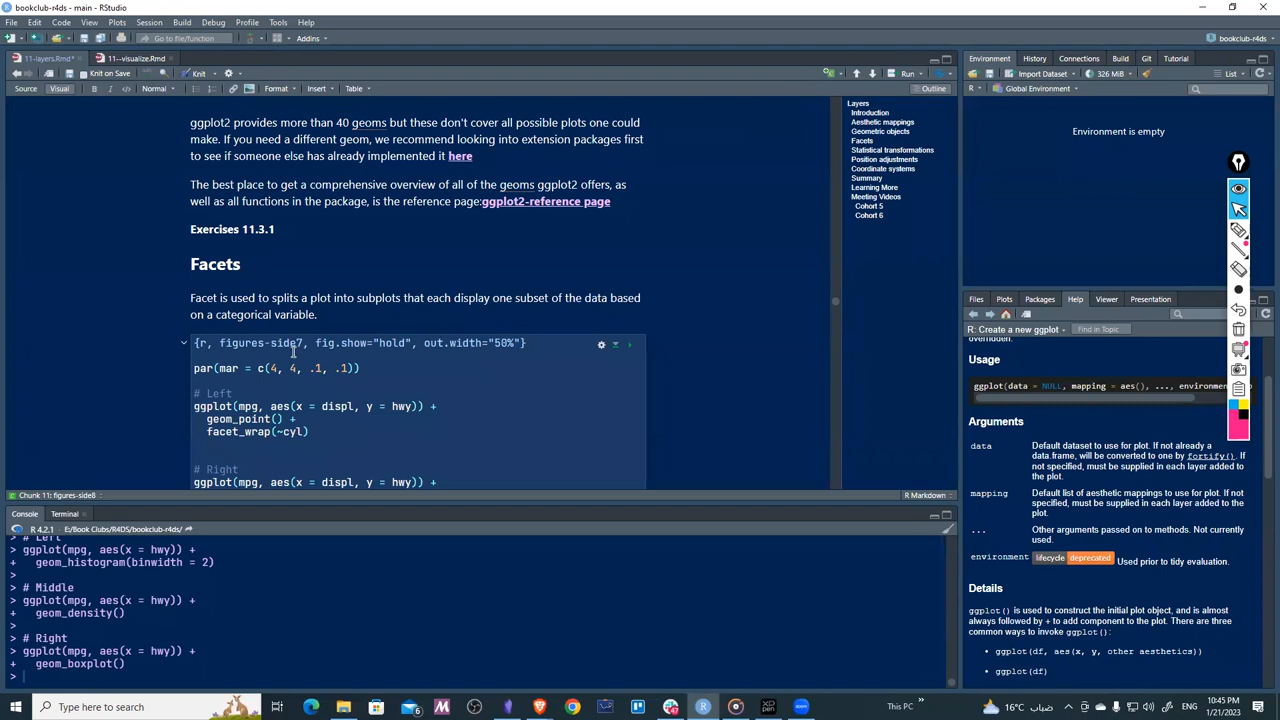 bookclub-r4ds - main - RStudio
File Edit Code View Plots Session Build Debug Profile Tools Help
Go to file/function Addins bookclub-r4ds
11-layers.Rmd* 11--visualize.Rmd
Knit on Save Knit Run
Source Visual B I Normal Format Insert Table Outline
ggplot2 provides more than 40 geoms but these don't cover all possible plots one could
make. If you need a different geom, we recommend looking into extension packages first
to see if someone else has already implemented it here
The best place to get a comprehensive overview of all of the geoms ggplot2 offers, as
well as all functions in the package, is the reference page:ggplot2-reference page
Exercises 11.3.1
Facets
Facet is used to splits a plot into subplots that each display one subset of the data based
on a categorical variable.
{r, figures-side7, fig.show="hold", out.width="50%"}
par(mar = c(4, 4, .1, .1))
# Left
ggplot(mpg, aes(x = displ, y = hwy)) +
geom_point() +
facet_wrap(~cyl)
# Right
ggplot(mpg, aes(x = displ, y = hwy)) +
Chunk 11: figures-side8 R Markdown
Layers
Introduction
Aesthetic mappings
Geometric objects
Facets
Statistical transformations
Position adjustments
Coordinate systems
Summary
Learning More
Meeting Videos
Cohort 5
Cohort 6
Console Terminal
R 4.2.1 · E:/Book Clubs/R4DS/bookclub-r4ds/
> # Left
> ggplot(mpg, aes(x = hwy)) +
+ geom_histogram(binwidth = 2)
>
> # Middle
> ggplot(mpg, aes(x = hwy)) +
+ geom_density()
>
> # Right
> ggplot(mpg, aes(x = hwy)) +
+ geom_boxplot()
>
Environment History Connections Build Git Tutorial
Import Dataset 326 MiB List
R Global Environment
Environment is empty
Files Plots Packages Help Viewer Presentation
R: Create a new ggplot Find in Topic
overridden.
Usage
ggplot(data = NULL, mapping = aes(), ..., environment
Arguments
data Default dataset to use for plot. If not already a
data.frame, will be converted to one by fortify(). If
not specified, must be supplied in each layer added to
the plot.
mapping Default list of aesthetic mappings to use for plot. If not
specified, must be supplied in each layer added to the
plot.
... Other arguments passed on to methods. Not currently
used.
environment lifecycle deprecated Used prior to tidy evaluation.
Details
ggplot() is used to construct the initial plot object, and is almost
always followed by + to add component to the plot. There are three
common ways to invoke ggplot():
• ggplot(df, aes(x, y, other aesthetics))
• ggplot(df)
Type here to search This PC 16°C ضباب 10:45 PM
1/21/2023